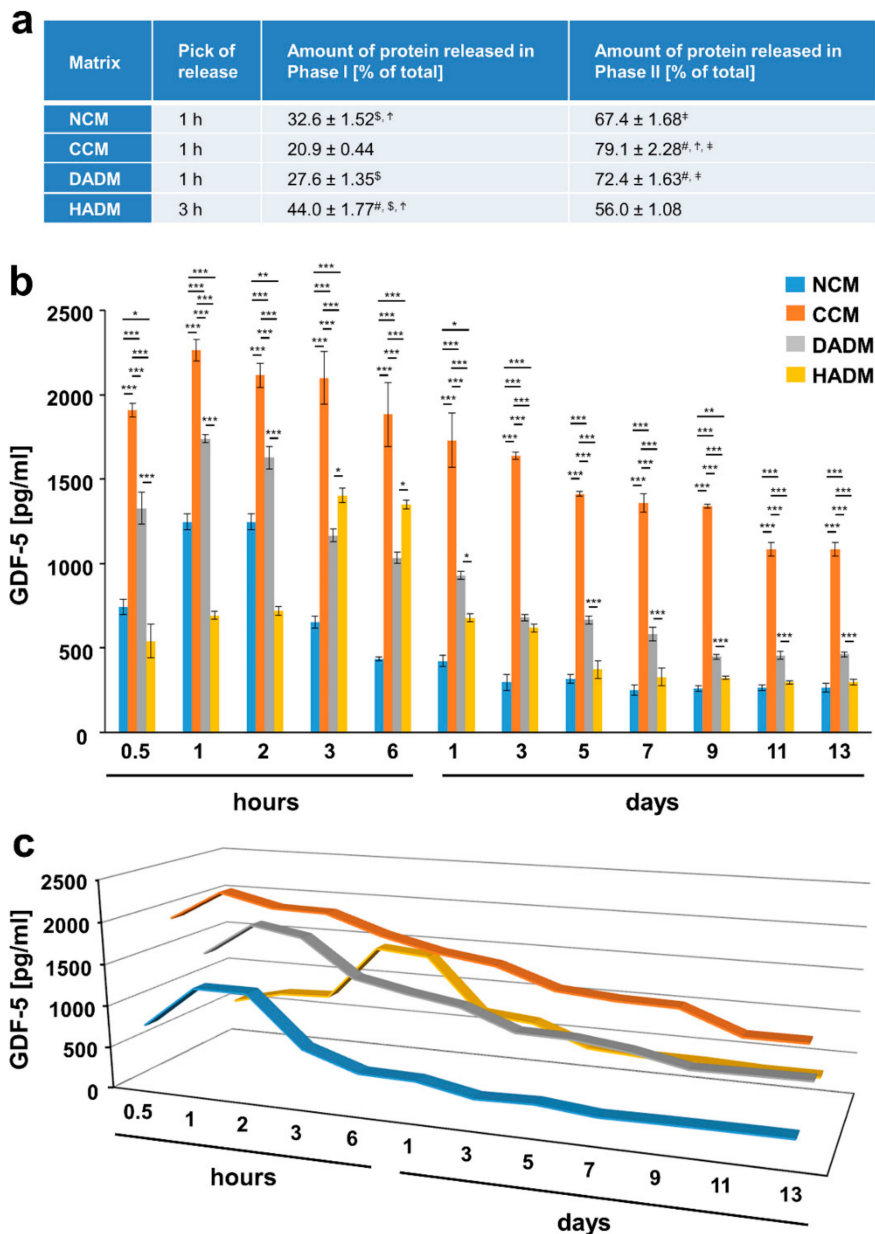 a
Matrix Pick of release Amount of protein released in Phase I [% of total] Amount of protein released in Phase II [% of total]
NCM 1 h 32.6 ± 1.52$, † 67.4 ± 1.68‡
CCM 1 h 20.9 ± 0.44 79.1 ± 2.28#, †, ‡
DADM 1 h 27.6 ± 1.35$ 72.4 ± 1.63#, ‡
HADM 3 h 44.0 ± 1.77#, $, † 56.0 ± 1.08
b
NCM
CCM
DADM
HADM
GDF-5 [pg/ml]
2500
2000
1500
1000
500
0
* *** *** *** *** ***
*** *** *** *** *** ***
** *** *** *** ***
*** *** *** *** *** *
*** *** *** *** *** *
* *** *** *** *** *
*** *** *** *** ***
*** *** *** *** ***
*** *** *** *** ***
** *** *** *** *** ***
*** *** *** *** ***
*** *** *** *** ***
0.5 1 2 3 6 1 3 5 7 9 11 13
hours days
c
GDF-5 [pg/ml]
2500
2000
1500
1000
500
0
0.5 1 2 3 6 1 3 5 7 9 11 13
hours days